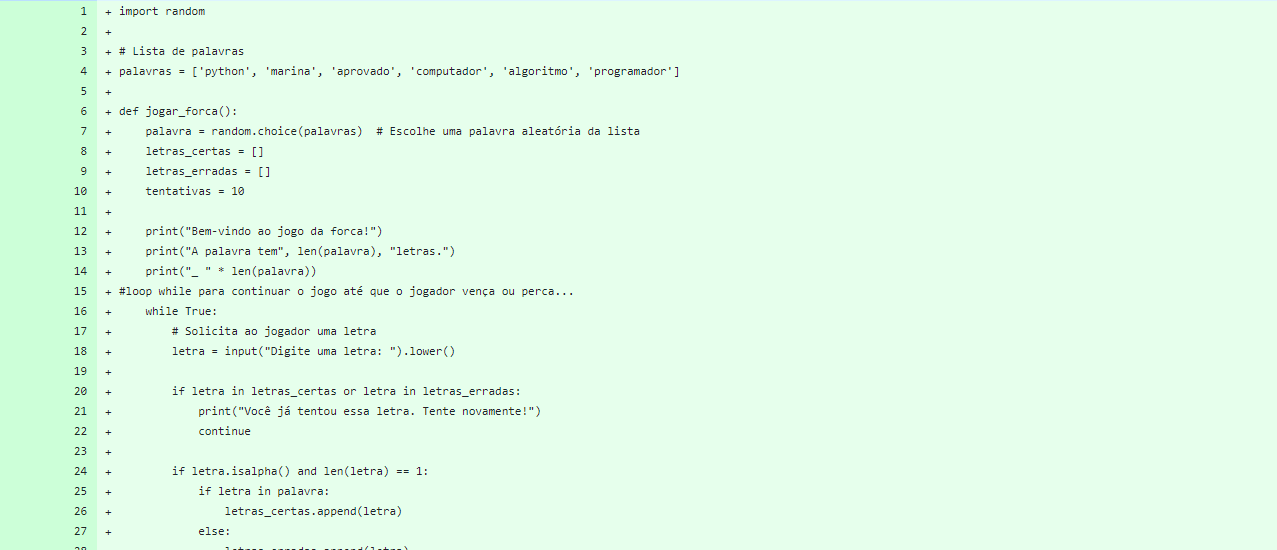 1 + import random
2 +
3 + # Lista de palavras
4 + palavras = ['python', 'marina', 'aprovado', 'computador', 'algoritmo', 'programador']
5 +
6 + def jogar_forca():
7 +     palavra = random.choice(palavras)  # Escolhe uma palavra aleatória da lista
8 +     letras_certas = []
9 +     letras_erradas = []
10 +     tentativas = 10
11 +
12 +     print("Bem-vindo ao jogo da forca!")
13 +     print("A palavra tem", len(palavra), "letras.")
14 +     print("_ " * len(palavra))
15 + #loop while para continuar o jogo até que o jogador vença ou perca...
16 +     while True:
17 +         # Solicita ao jogador uma letra
18 +         letra = input("Digite uma letra: ").lower()
19 +
20 +         if letra in letras_certas or letra in letras_erradas:
21 +             print("Você já tentou essa letra. Tente novamente!")
22 +             continue
23 +
24 +         if letra.isalpha() and len(letra) == 1:
25 +             if letra in palavra:
26 +                 letras_certas.append(letra)
27 +             else: